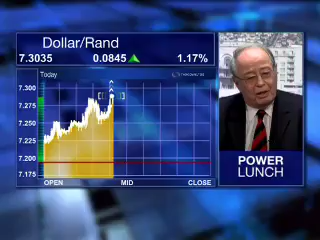 Dollar/Rand
7.3035 0.0845 1.17%
Today
7.300
7.275
7.250
7.225
7.200
7.175
OPEN MID CLOSE
POWER
LUNCH